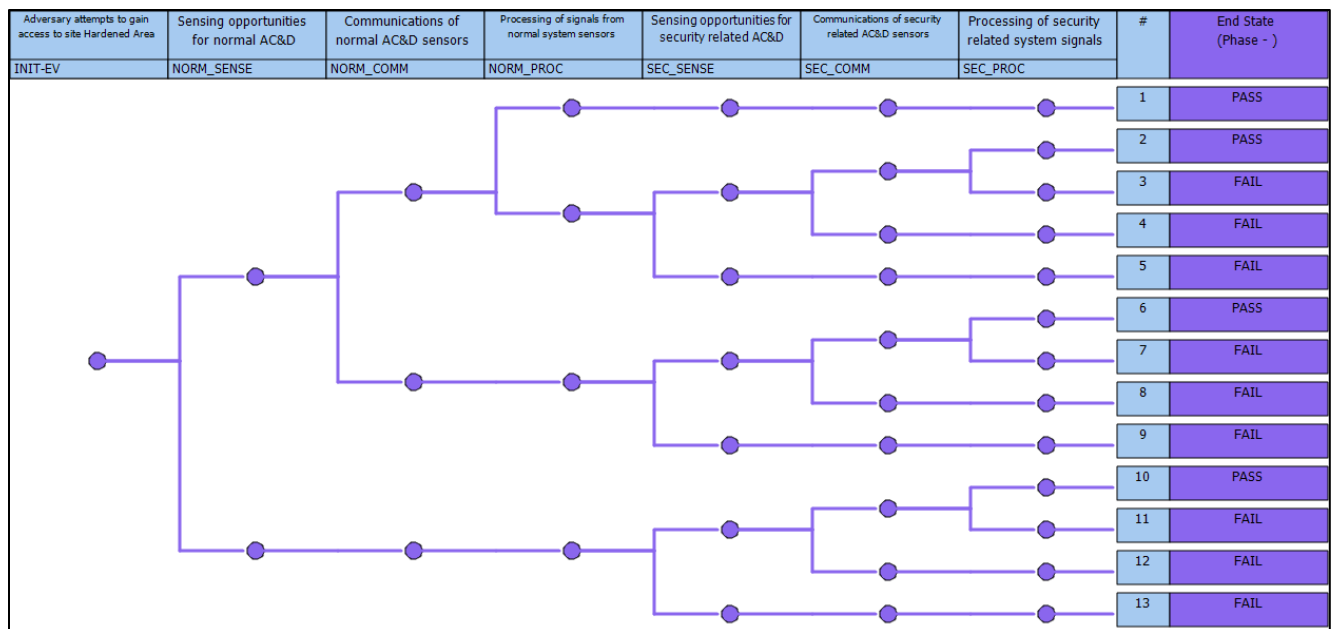 Adversary attempts to gain
access to site Hardened Area
Sensing opportunities
for normal AC&D
Communications of
normal AC&D sensors
Processing of signals from
normal system sensors
Sensing opportunities for
security related AC&D
Communications of security
related AC&D sensors
Processing of security
related system signals
#
End State
(Phase - )
INIT-EV
NORM_SENSE
NORM_COMM
NORM_PROC
SEC_SENSE
SEC_COMM
SEC_PROC
1 PASS
2 PASS
3 FAIL
4 FAIL
5 FAIL
6 PASS
7 FAIL
8 FAIL
9 FAIL
10 PASS
11 FAIL
12 FAIL
13 FAIL